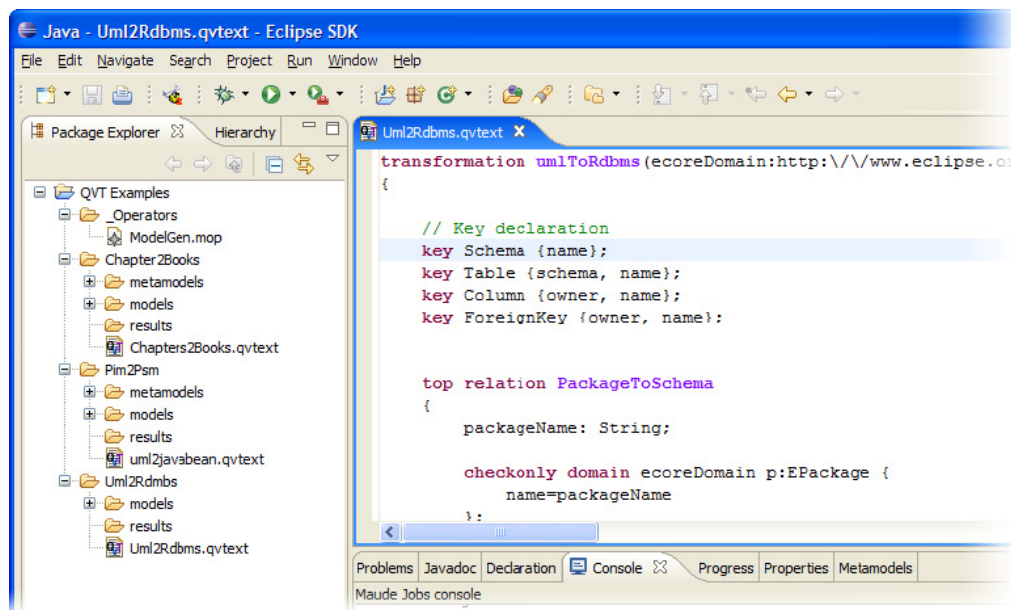 Java - Uml2Rdbms.qvtext - Eclipse SDK
File Edit Navigate Search Project Run Window Help
Package Explorer Hierarchy
QVT Examples
_Operators
ModelGen.mop
Chapter2Books
metamodels
models
results
Chapters2Books.qvtext
Pim2Psm
metamodels
models
results
uml2javabean.qvtext
Uml2Rdmbs
models
results
Uml2Rdbms.qvtext
Uml2Rdbms.qvtext
transformation umlToRdbms(ecoreDomain:http:\/\/www.eclipse.o
{
// Key declaration
key Schema {name};
key Table {schema, name};
key Column {owner, name};
key ForeignKey {owner, name};
top relation PackageToSchema
{
packageName: String;
checkonly domain ecoreDomain p:EPackage {
name=packageName
};
Problems Javadoc Declaration Console Progress Properties Metamodels
Maude Jobs console